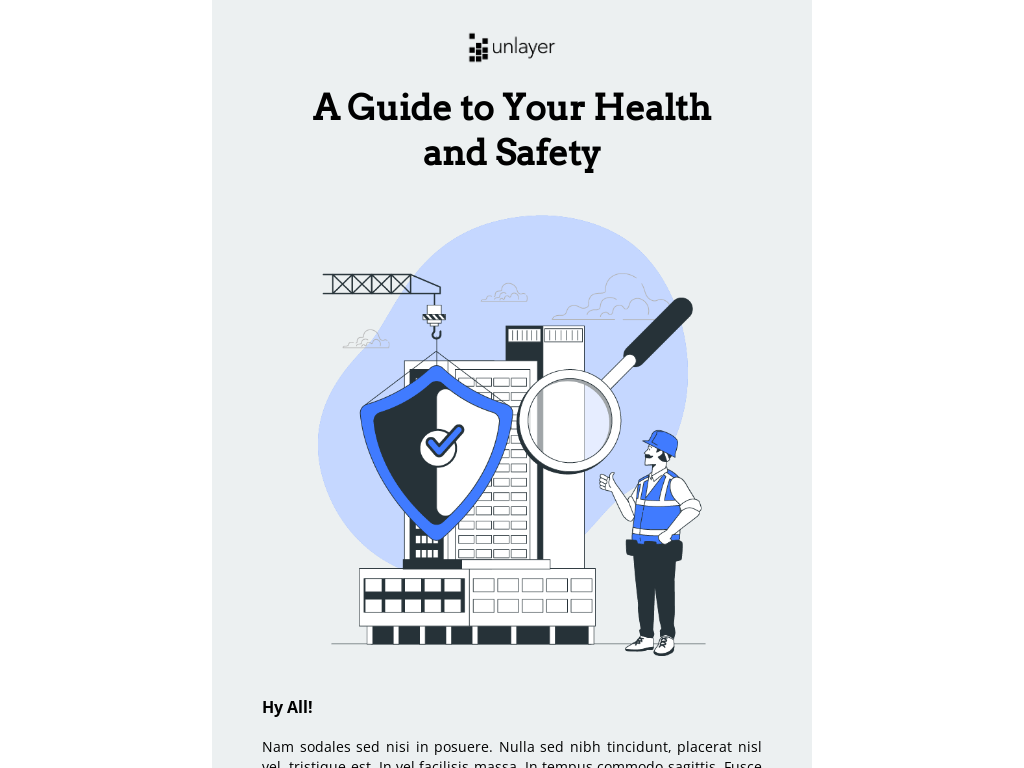 unlayer
A Guide to Your Health
and Safety
Hy All!
Nam sodales sed nisi in posuere. Nulla sed nibh tincidunt, placerat nisl
vel, tristique est. In vel facilisis massa. In tempus commodo sagittis. Fusce